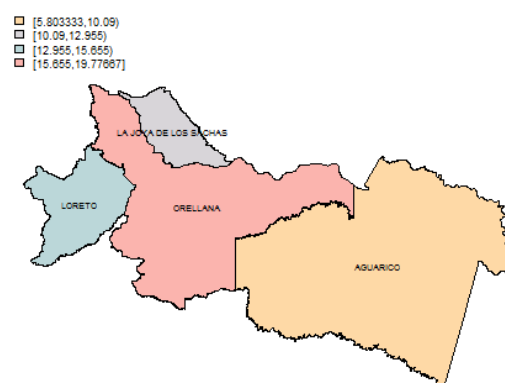 [5.803333,10.09)
[10.09,12.955)
[12.955,15.655)
[15.655,19.77667]
LA JOYA DE LOS SACHAS
LORETO
ORELLANA
AGUARICO